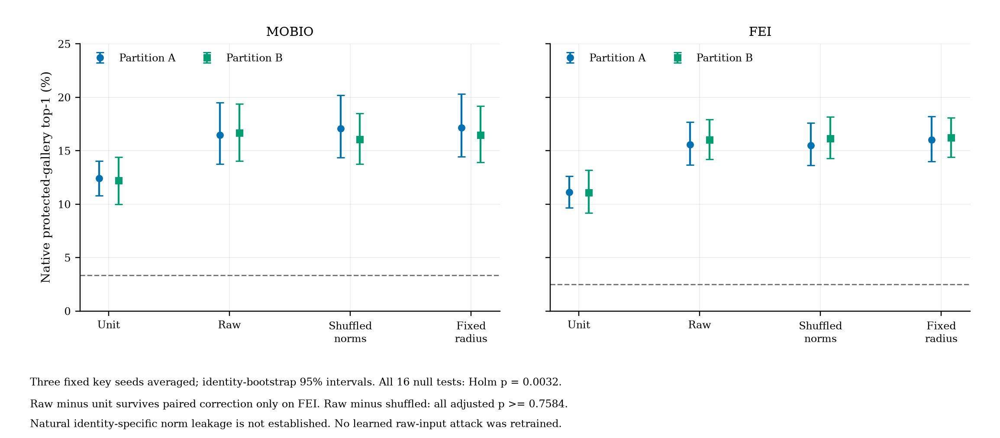 MOBIO
FEI
Native protected-gallery top-1 (%)
25
20
15
10
5
0
Partition A
Partition B
Partition A
Partition B
Unit
Raw
Shuffled
norms
Fixed
radius
Unit
Raw
Shuffled
norms
Fixed
radius
Three fixed key seeds averaged; identity-bootstrap 95% intervals. All 16 null tests: Holm p = 0.0032.
Raw minus unit survives paired correction only on FEI. Raw minus shuffled: all adjusted p >= 0.7584.
Natural identity-specific norm leakage is not established. No learned raw-input attack was retrained.